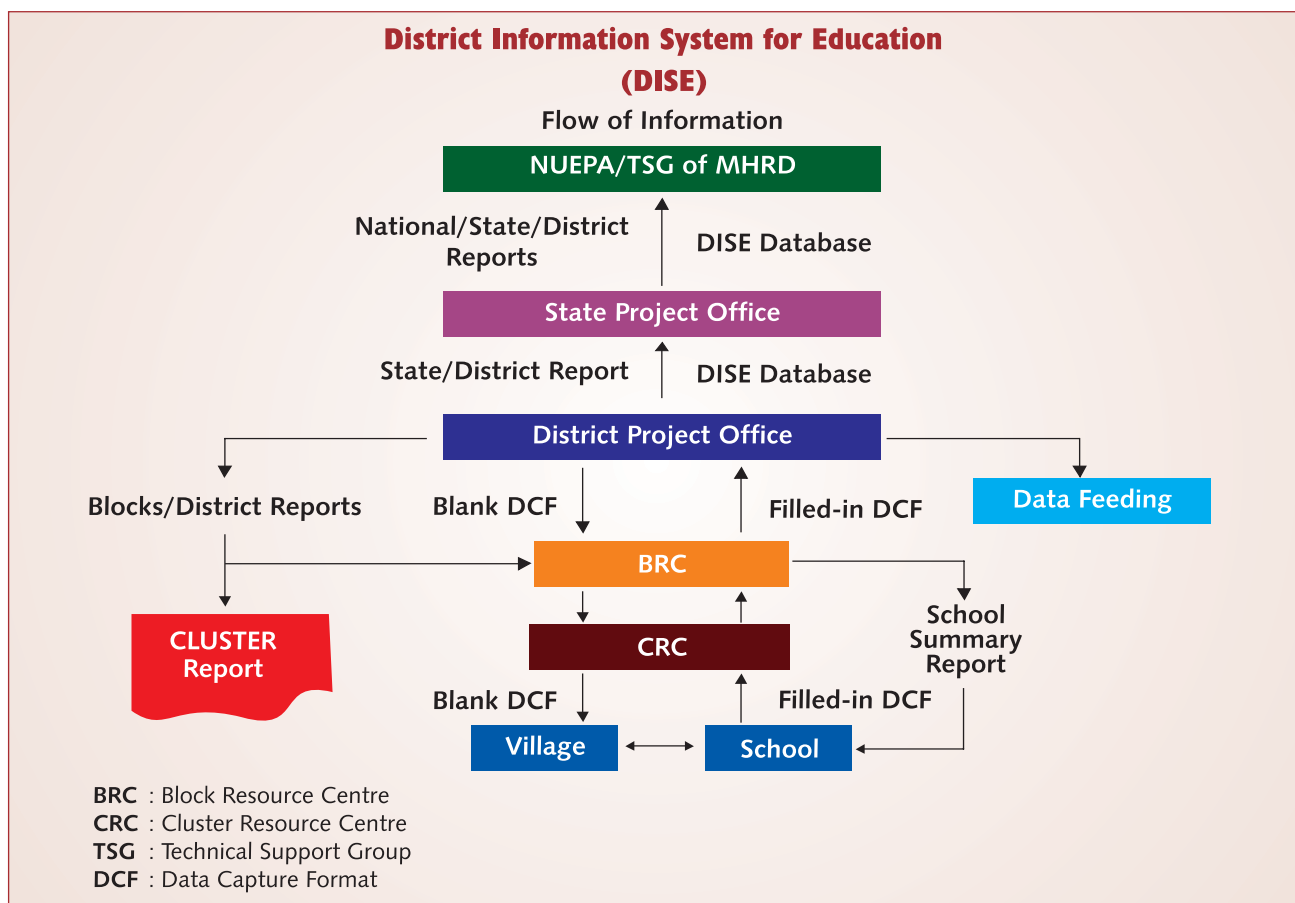 District Information System for Education
(DISE)
Flow of Information
NUEPA/TSG of MHRD
National/State/District
Reports
DISE Database
State Project Office
State/District Report
DISE Database
District Project Office
Blocks/District Reports
Blank DCF
Filled-in DCF
Data Feeding
BRC
CLUSTER
Report
CRC
School
Summary
Report
Blank DCF
Filled-in DCF
Village
School
BRC : Block Resource Centre
CRC : Cluster Resource Centre
TSG : Technical Support Group
DCF : Data Capture Format